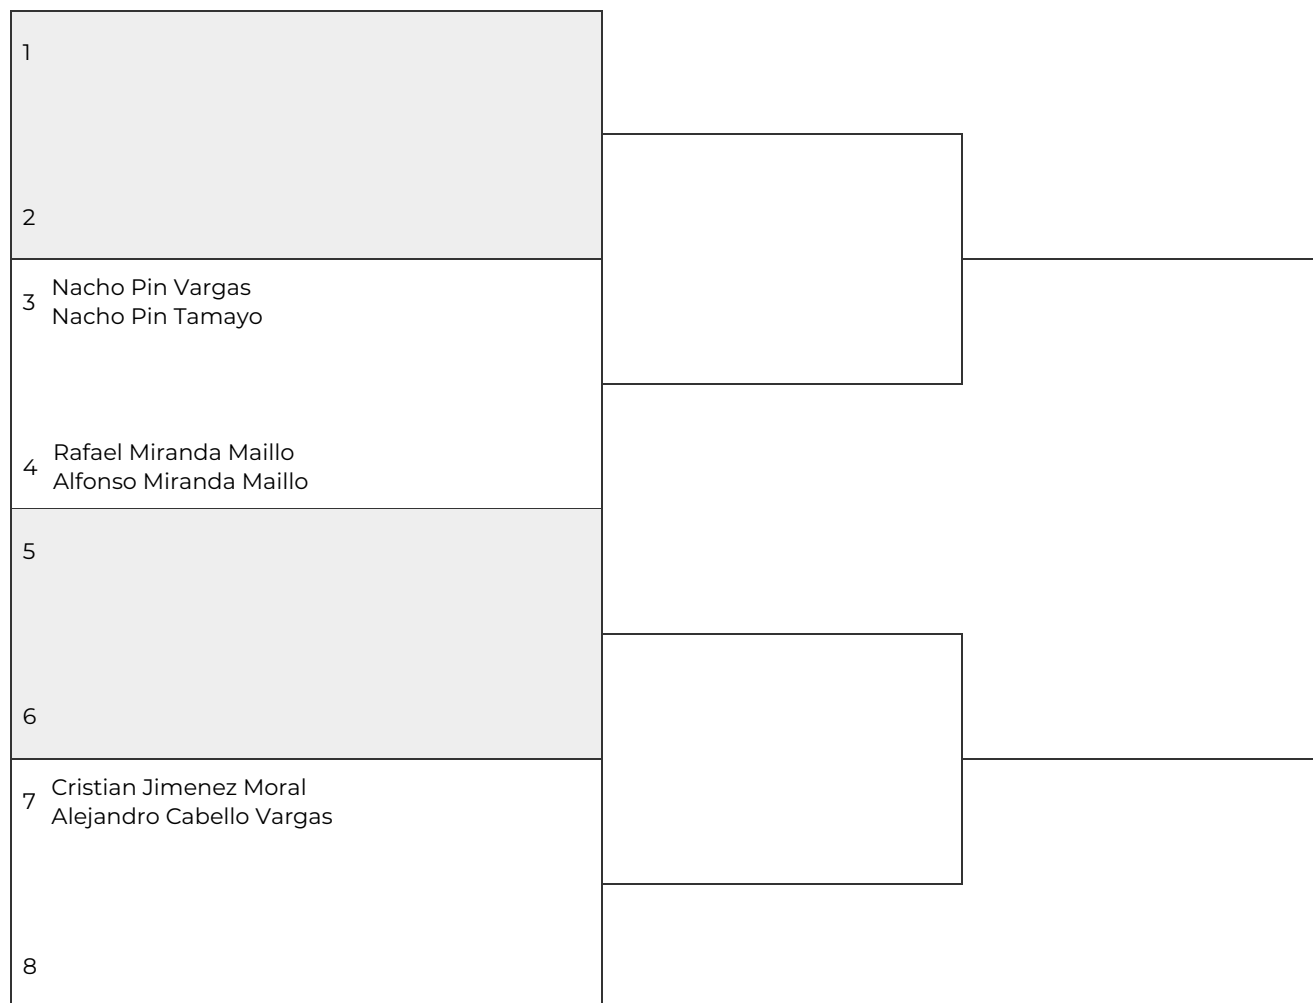 1
2
3 Nacho Pin Vargas
Nacho Pin Tamayo
4 Rafael Miranda Maillo
Alfonso Miranda Maillo
5
6
7 Cristian Jimenez Moral
Alejandro Cabello Vargas
8